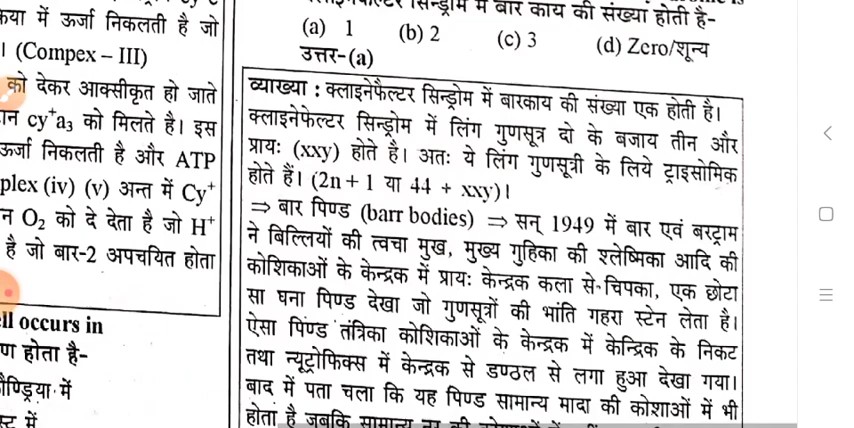 क्रिया में ऊर्जा निकलती है जो
। (Compex – III)
को देकर आक्सीकृत हो जाते
cy⁺a₃ को मिलते है। इस
ऊर्जा निकलती है और ATP
plex (iv) (v) अन्त में Cy⁺
न O₂ को दे देता है जो H⁺
है जो बार-2 अपचयित होता
ll occurs in
ण होता है-
में
सिन्ड्रोम में बार काय की संख्या होती है-
(a) 1 (b) 2 (c) 3 (d) Zero/शून्य
उत्तर-(a)
व्याख्या : क्लाइनेफैल्टर सिन्ड्रोम में बारकाय की संख्या एक होती है।
क्लाइनेफेल्टर सिन्ड्रोम में लिंग गुणसूत्र दो के बजाय तीन और
प्रायः (xxy) होते है। अतः ये लिंग गुणसूत्री के लिये ट्राइसोमिक
होते हैं। (2n + 1 या 44 + xxy)।
⇒ बार पिण्ड (barr bodies) ⇒ सन् 1949 में बार एवं बरट्राम
ने बिल्लियों की त्वचा मुख, मुख्य गुहिका की श्लेष्मिका आदि की
कोशिकाओं के केन्द्रक में प्रायः केन्द्रक कला से चिपका, एक छोटा
सा घना पिण्ड देखा जो गुणसूत्रों की भांति गहरा स्टेन लेता है।
ऐसा पिंण्ड तंत्रिका कोशिकाओं के केन्द्रक में केन्द्रिक के निकट
तथा न्यूट्रोफिक्स में केन्द्रक से डण्ठल से लगा हुआ देखा गया।
बाद में पता चला कि यह पिण्ड सामान्य मादा की कोशाओं में भी
होता है जबकि सामान्य नर की